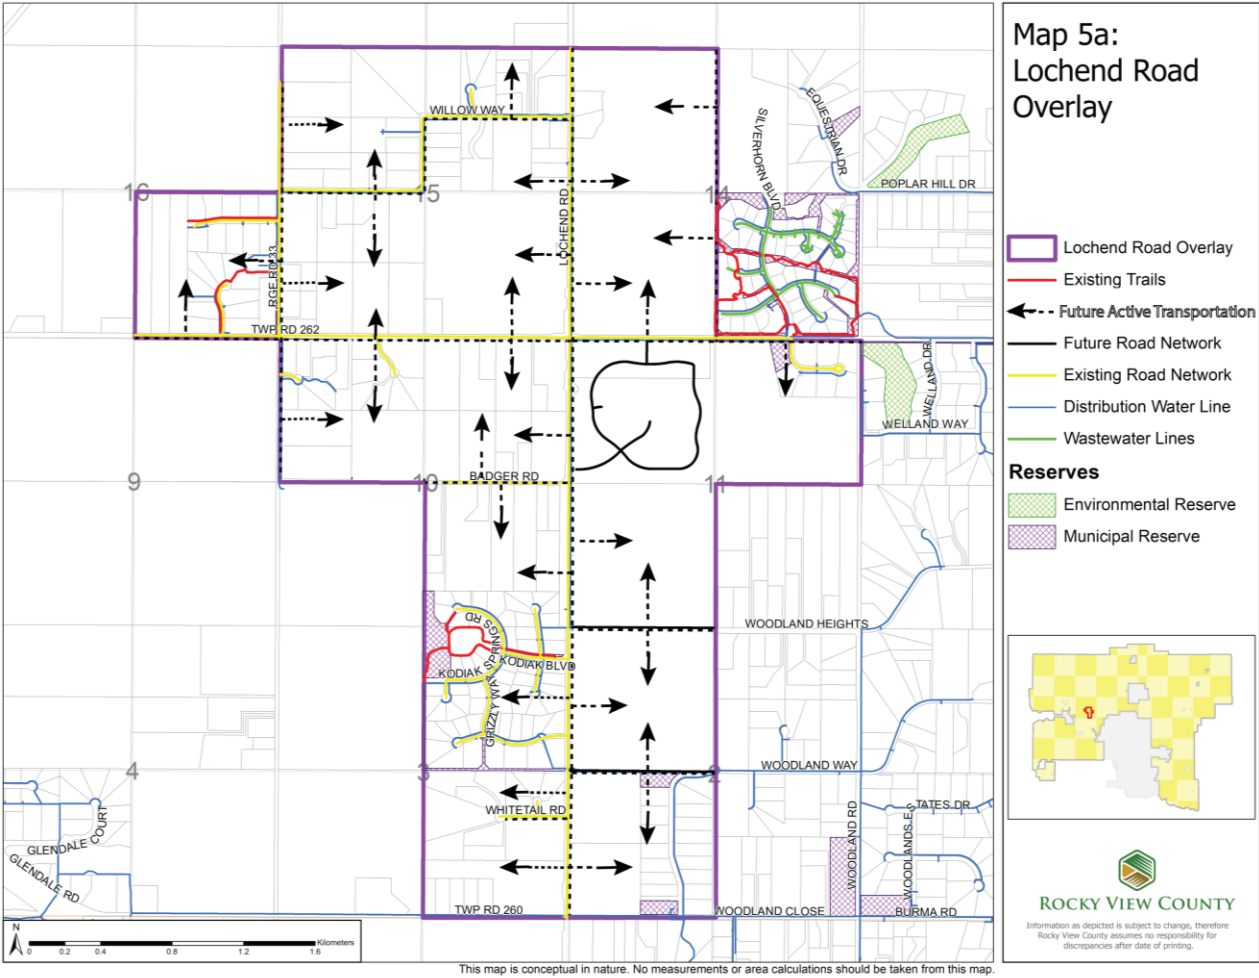 Map 5a:
Lochend Road
Overlay
Lochend Road Overlay
Existing Trails
Future Active Transportation
Future Road Network
Existing Road Network
Distribution Water Line
Wastewater Lines
Reserves
Environmental Reserve
Municipal Reserve
ROCKY VIEW COUNTY
Information as depicted is subject to change, therefore
Rocky View County assumes no responsibility for
discrepancies after date of printing.
WILLOW WAY
EQUESTRIAN DR
SILVERHORN BLVD
POPLAR HILL DR
16
15
14
LOCHEND RD
RGE RD 33
TWP RD 262
WELLAND DR
WELLAND WAY
BADGER RD
9
10
11
WOODLAND HEIGHTS
KODIAK SPRINGS RD
KODIAK BLVD
GRIZZLY WAY
WOODLAND WAY
4
3
2
WHITETAIL RD
WOODLAND RD
WOODLANDS ESTATES DR
GLENDALE COURT
GLENDALE RD
TWP RD 260
WOODLAND CLOSE
BURMA RD
N
0 0.2 0.4 0.8 1.2 1.6
Kilometers
This map is conceptual in nature. No measurements or area calculations should be taken from this map.